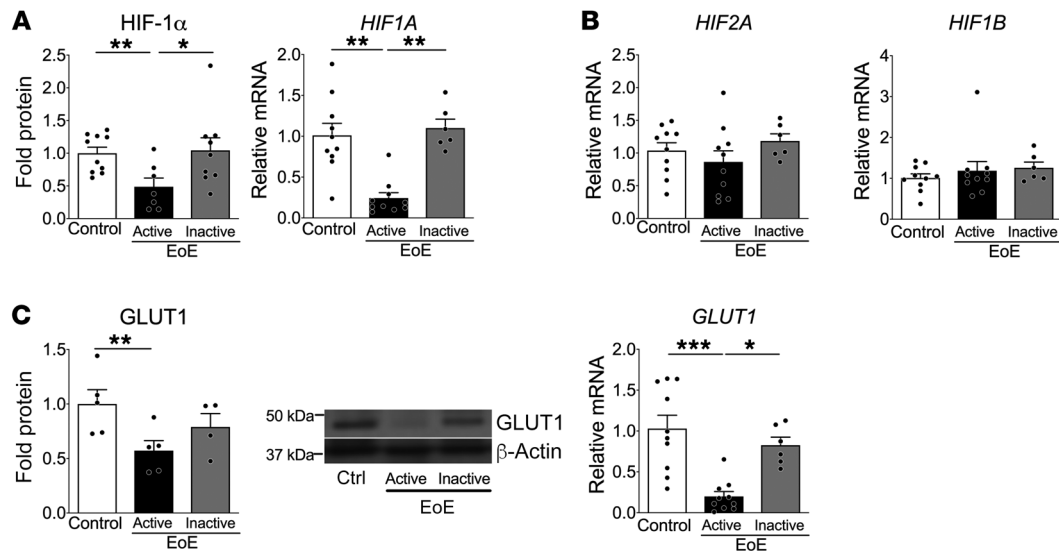 A
HIF-1α
** *
Fold protein
2.5
2.0
1.5
1.0
0.5
0.0
Control Active Inactive
EoE
HIF1A
** **
Relative mRNA
2.0
1.5
1.0
0.5
0.0
Control Active Inactive
EoE
B
HIF2A
Relative mRNA
2.5
2.0
1.5
1.0
0.5
0.0
Control Active Inactive
EoE
HIF1B
Relative mRNA
4
3
2
1
0
Control Active Inactive
EoE
C
GLUT1
**
Fold protein
1.5
1.0
0.5
0.0
Control Active Inactive
EoE
50 kDa
GLUT1
37 kDa
β-Actin
Ctrl Active Inactive
EoE
GLUT1
*** *
Relative mRNA
2.0
1.5
1.0
0.5
0.0
Control Active Inactive
EoE